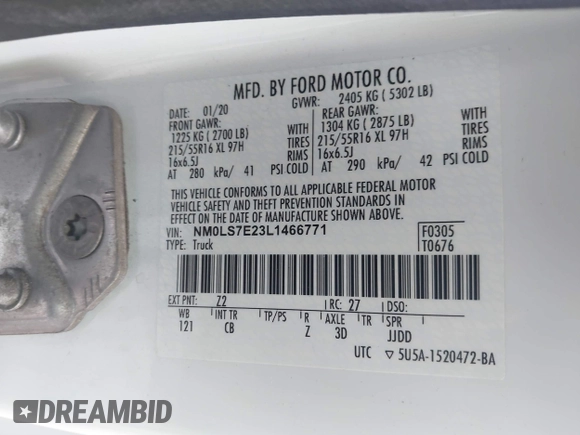 MFD. BY FORD MOTOR CO.
DATE: 01/20 GVWR: 2405 KG ( 5302 LB)
FRONT GAWR: REAR GAWR:
1225 KG ( 2700 LB) WITH 1304 KG ( 2875 LB) WITH
215/55R16 XL 97H TIRES 215/55R16 XL 97H TIRES
16x6.5J RIMS 16x6.5J RIMS
AT 280 kPa/ 41 PSI COLD AT 290 kPa/ 42 PSI COLD
THIS VEHICLE CONFORMS TO ALL APPLICABLE FEDERAL MOTOR
VEHICLE SAFETY AND THEFT PREVENTION STANDARDS IN
EFFECT ON THE DATE OF MANUFACTURE SHOWN ABOVE.
VIN: NM0LS7E23L1466771 F0305
TYPE: Truck T0676
EXT PNT: Z2 RC: 27 DSO:
WB INT TR TP/PS R AXLE TR SPR
121 CB Z 3D JJDD
UTC ▽ 5U5A-1520472-BA
©DREAMBID